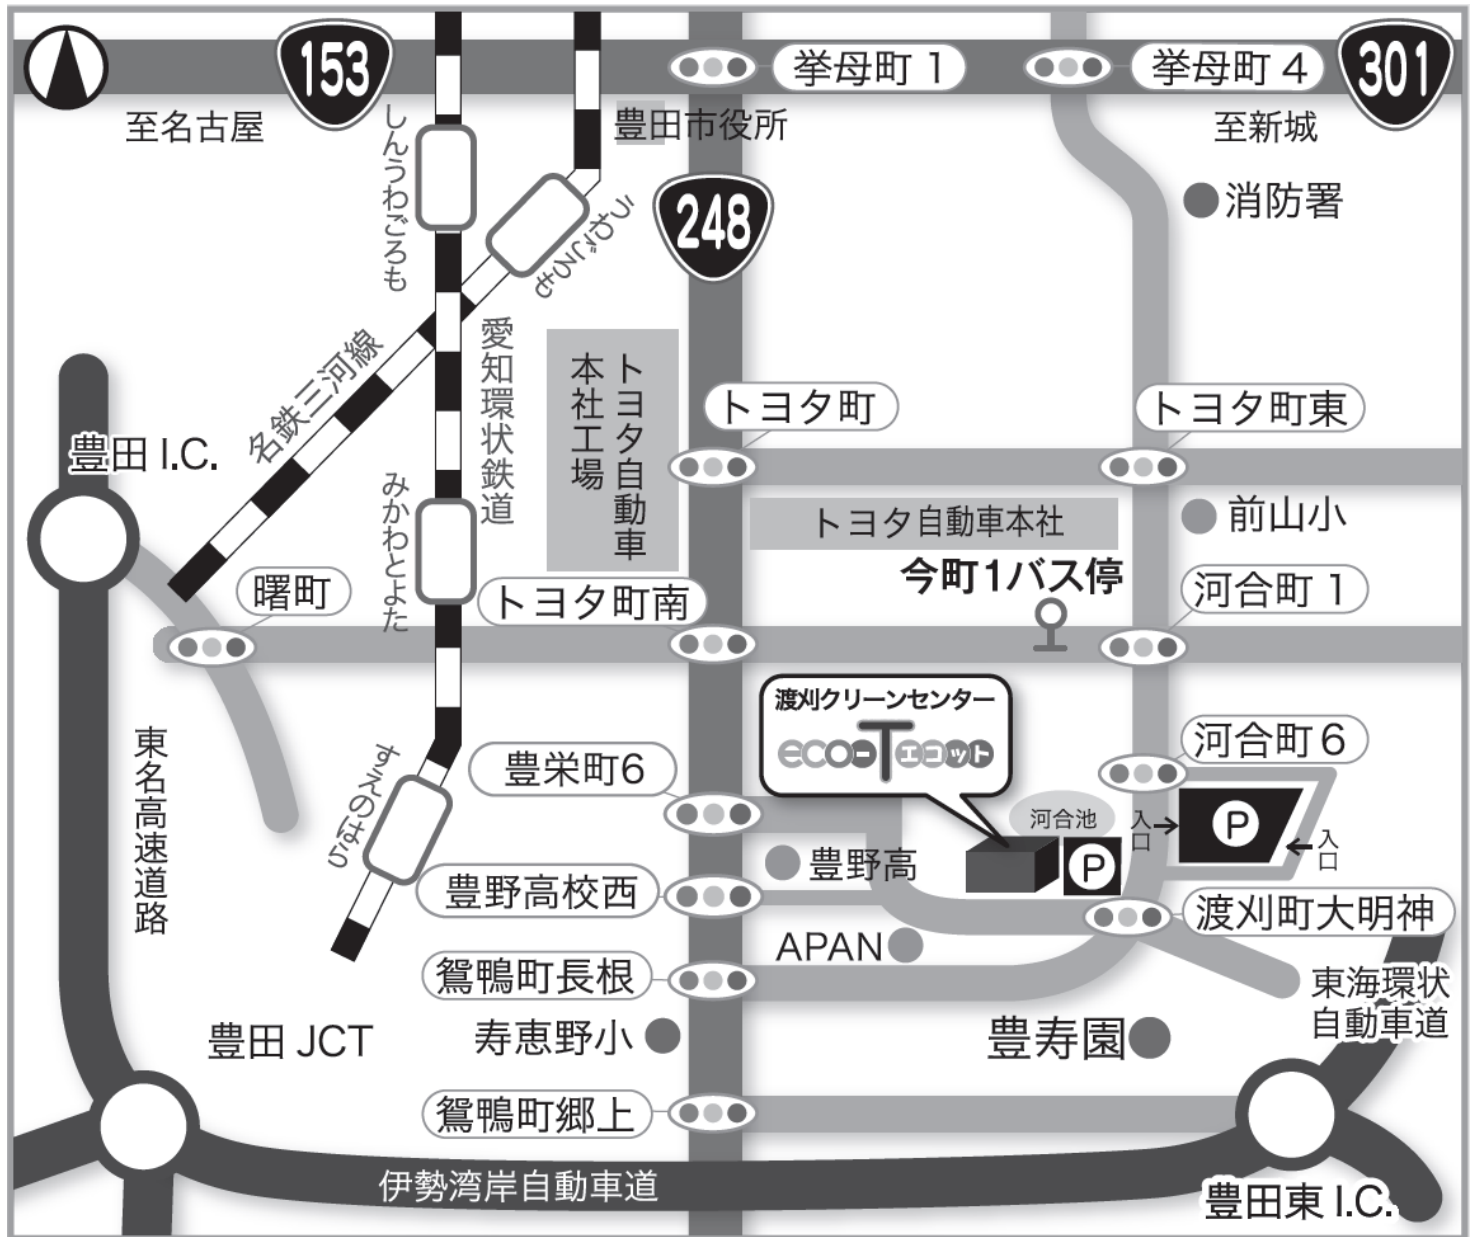 153
挙母町 1
挙母町 4
301
至名古屋
しんうわごろも
豊田市役所
至新城
うわごろも
消防署
248
名鉄三河線
愛知環状鉄道
トヨタ自動車
本社工場
トヨタ町
トヨタ町東
豊田 I.C.
みかわとよた
トヨタ自動車本社
前山小
今町1バス停
曙町
トヨタ町南
河合町 1
渡刈クリーンセンター
eco-T エコット
東名高速道路
すえのはら
豊栄町6
河合町 6
河合池
入口
P
入口
豊野高
P
豊野高校西
渡刈町大明神
APAN
鴛鴨町長根
東海環状
自動車道
豊田 JCT
寿恵野小
豊寿園
鴛鴨町郷上
伊勢湾岸自動車道
豊田東 I.C.